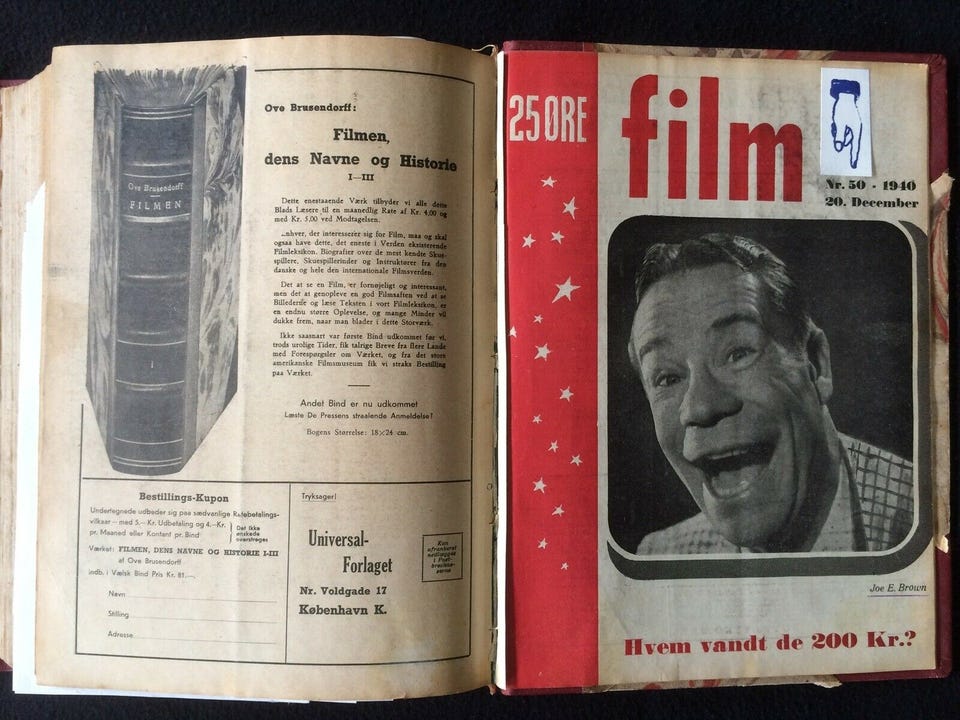 Ove Brusendorff
FILMEN
I
Ove Brusendorff:
Filmen,
dens Navne og Historie
I—III
Dette enestaaende Værk tilbyder vi alle dette
Blads Læsere til en maanedlig Rate af Kr. 4,00 og
med Kr. 5,00 ved Modtagelsen.
...nhver, der interesserer sig for Film, maa og skal
ogsaa have dette, det eneste i Verden eksisterende
Filmleksikon. Biografier over de mest kendte Skue-
spillere, Skuespillerinder og Instruktører fra den
danske og hele den internationale Filmsverden.
Det at se en Film, er fornøjeligt og interessant,
men det at genopleve en god Filmaften ved at se
Billederne og læse Teksten i vort Filmleksikon, er
en endnu større Oplevelse, og mange Minder vil
dukke frem, naar man blader i dette Storværk.
Ikke saasnart var første Bind udkommet før vi,
trods urolige Tider, fik talrige Breve fra flere Lande
med Forespørgsler om Værket, og fra det store
amerikanske Filmsmuseum fik vi straks Bestilling
paa Værket.
Andet Bind er nu udkommet
Læste De Pressens straalende Anmeldelse?
Bogens Størrelse: 18×24 cm.
Bestillings-Kupon
Undertegnede udbeder sig paa sædvanlige Ratebetalings-
vilkaar — med 5.- Kr. Udbetaling og 4.-Kr.
pr. Maaned eller Kontant pr. Bind
Det ikke
ønskede
overstreges
Værket: FILMEN, DENS NAVNE OG HISTORIE I-III
af Ove Brusendorff
indb. i Vælsk Bind Pris Kr. 81.—.
Navn
Stilling
Adresse
Tryksager!
Universal-
Forlaget
Nr. Voldgade 17
København K.
Kan
ufrankeret
nedlægges
i Post-
brevkas-
serne
25 ØRE
film
69
Nr. 50 - 1940
20. December
Joe E. Brown
Hvem vandt de 200 Kr.?